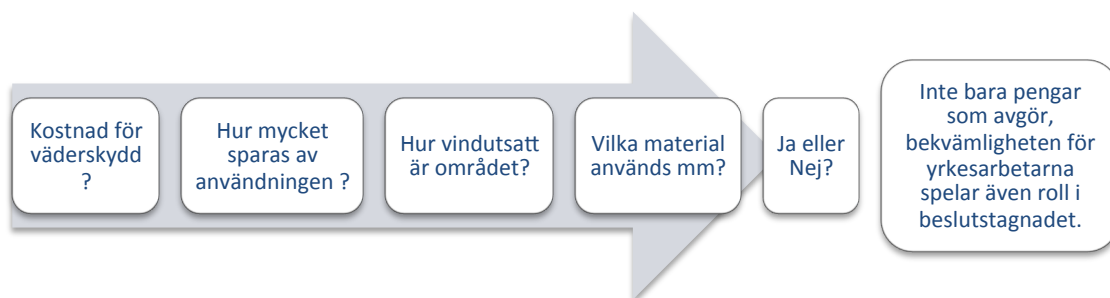 Kostnad för
väderskydd
?
Hur mycket
sparas av
användningen ?
Hur vindutsatt
är området?
Vilka material
används mm?
Ja eller
Nej?
Inte bara pengar
som avgör,
bekvämligheten för
yrkesarbetarna
spelar även roll i
beslutstagnadet.